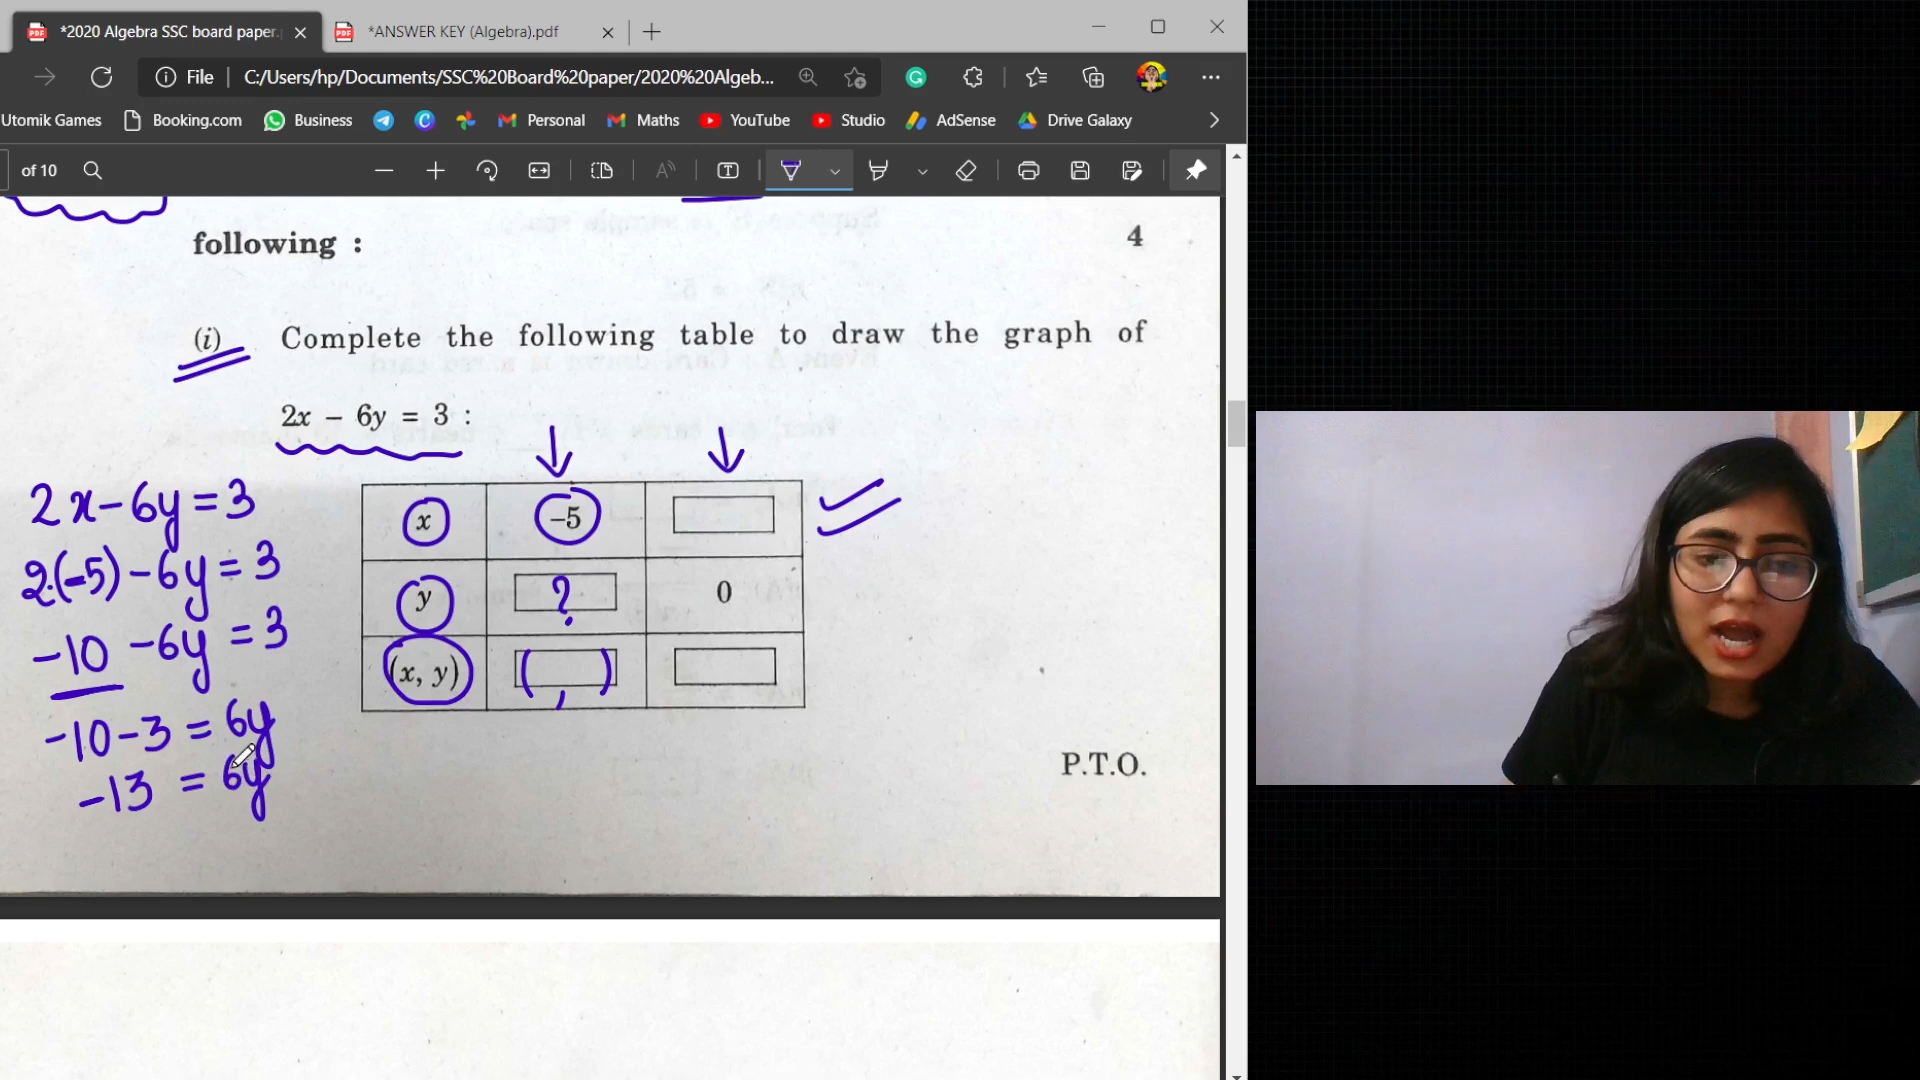 *2020 Algebra SSC board paper.p
*ANSWER KEY (Algebra).pdf
File
C:/Users/hp/Documents/SSC%20Board%20paper/2020%20Algeb...
Utomik Games
Booking.com
Business
Personal
Maths
YouTube
Studio
AdSense
Drive Galaxy
of 10
following : 4
(i) Complete the following table to draw the graph of
2x – 6y = 3 :
2x-6y=3
2(-5)-6y=3
-10-6y=3
-10-3=6y
-13=6y
x –5
y ? 0
(x, y) ( , )
P.T.O.